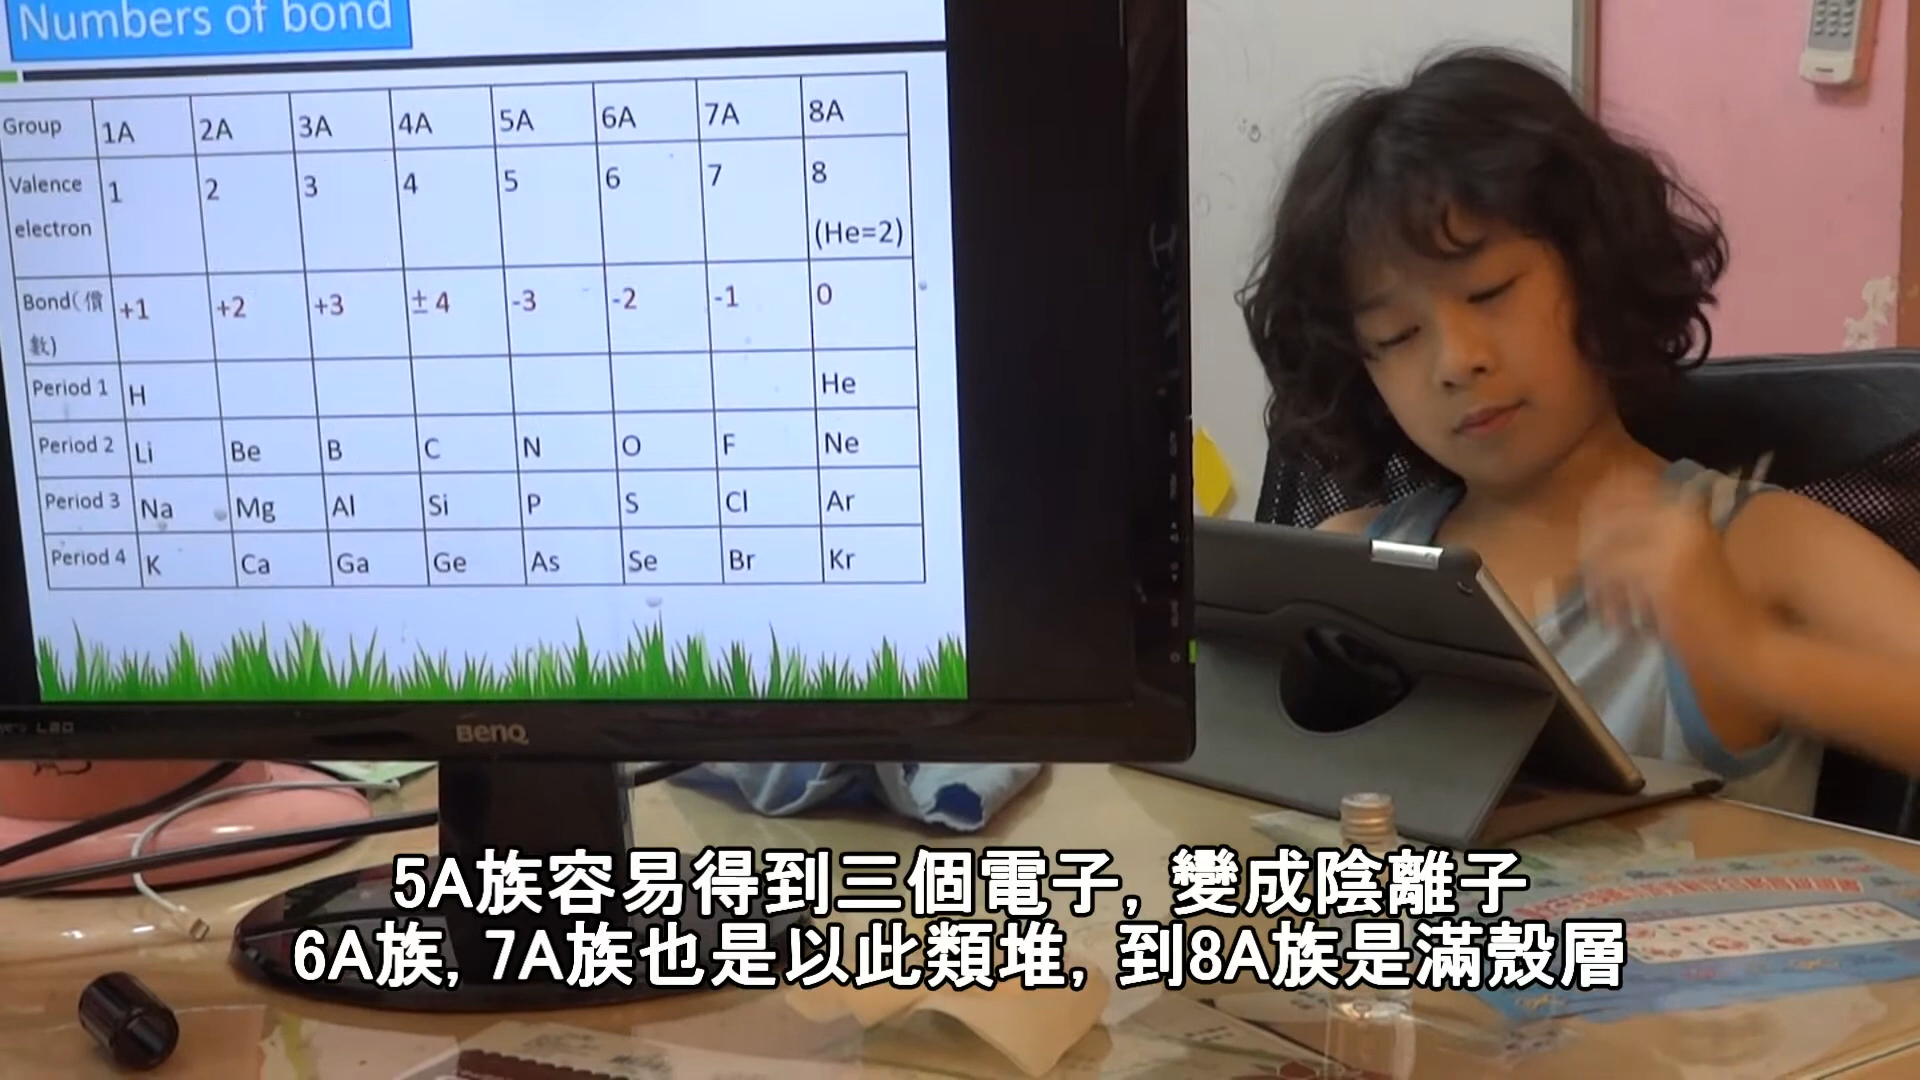 Numbers of bond
Group 1A 2A 3A 4A 5A 6A 7A 8A
Valence electron 1 2 3 4 5 6 7 8 (He=2)
Bond(價數) +1 +2 +3 ±4 -3 -2 -1 0
Period 1 H He
Period 2 Li Be B C N O F Ne
Period 3 Na Mg Al Si P S Cl Ar
Period 4 K Ca Ga Ge As Se Br Kr
BenQ
5A族容易得到三個電子, 變成陰離子
6A族, 7A族也是以此類堆, 到8A族是滿殼層